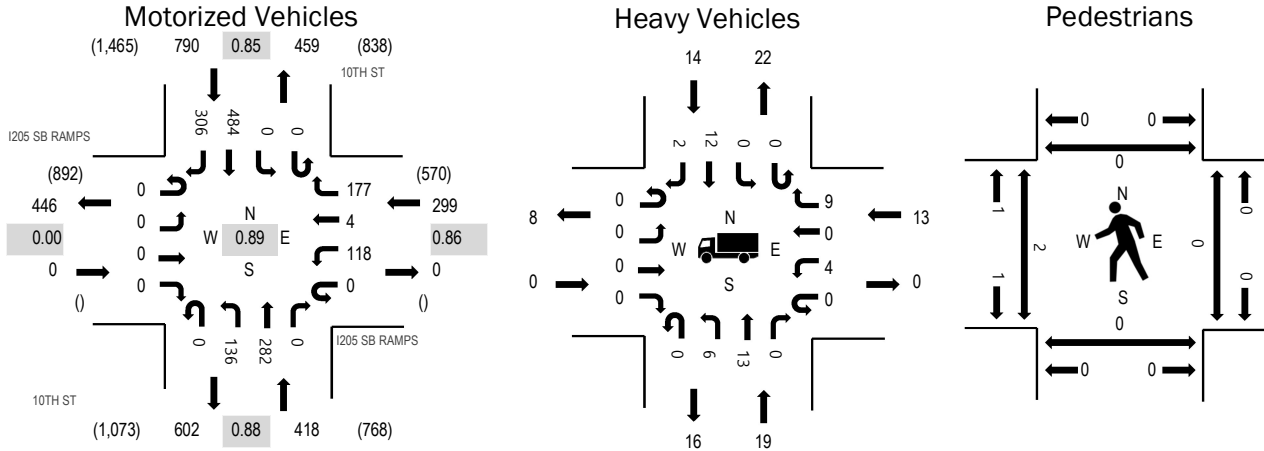 Motorized Vehicles
(1,465) 790 0.85 459 (838)
10TH ST
306 484 0 0
I205 SB RAMPS
(892)
446
0.00
0
()
0
0
0
0
N
W 0.89 E
S
177
4
118
0
(570)
299
0.86
0
()
0 136 282 0
I205 SB RAMPS
10TH ST
(1,073) 602 0.88 418 (768)
Heavy Vehicles
14 22
2 12 0 0
8
0
0
0
0
0
N
W E
S
9
0
4
0
13
0
0 6 13 0
16 19
Pedestrians
0 0
0
1
1
2
N
W E
S
0
0
0
0
0 0